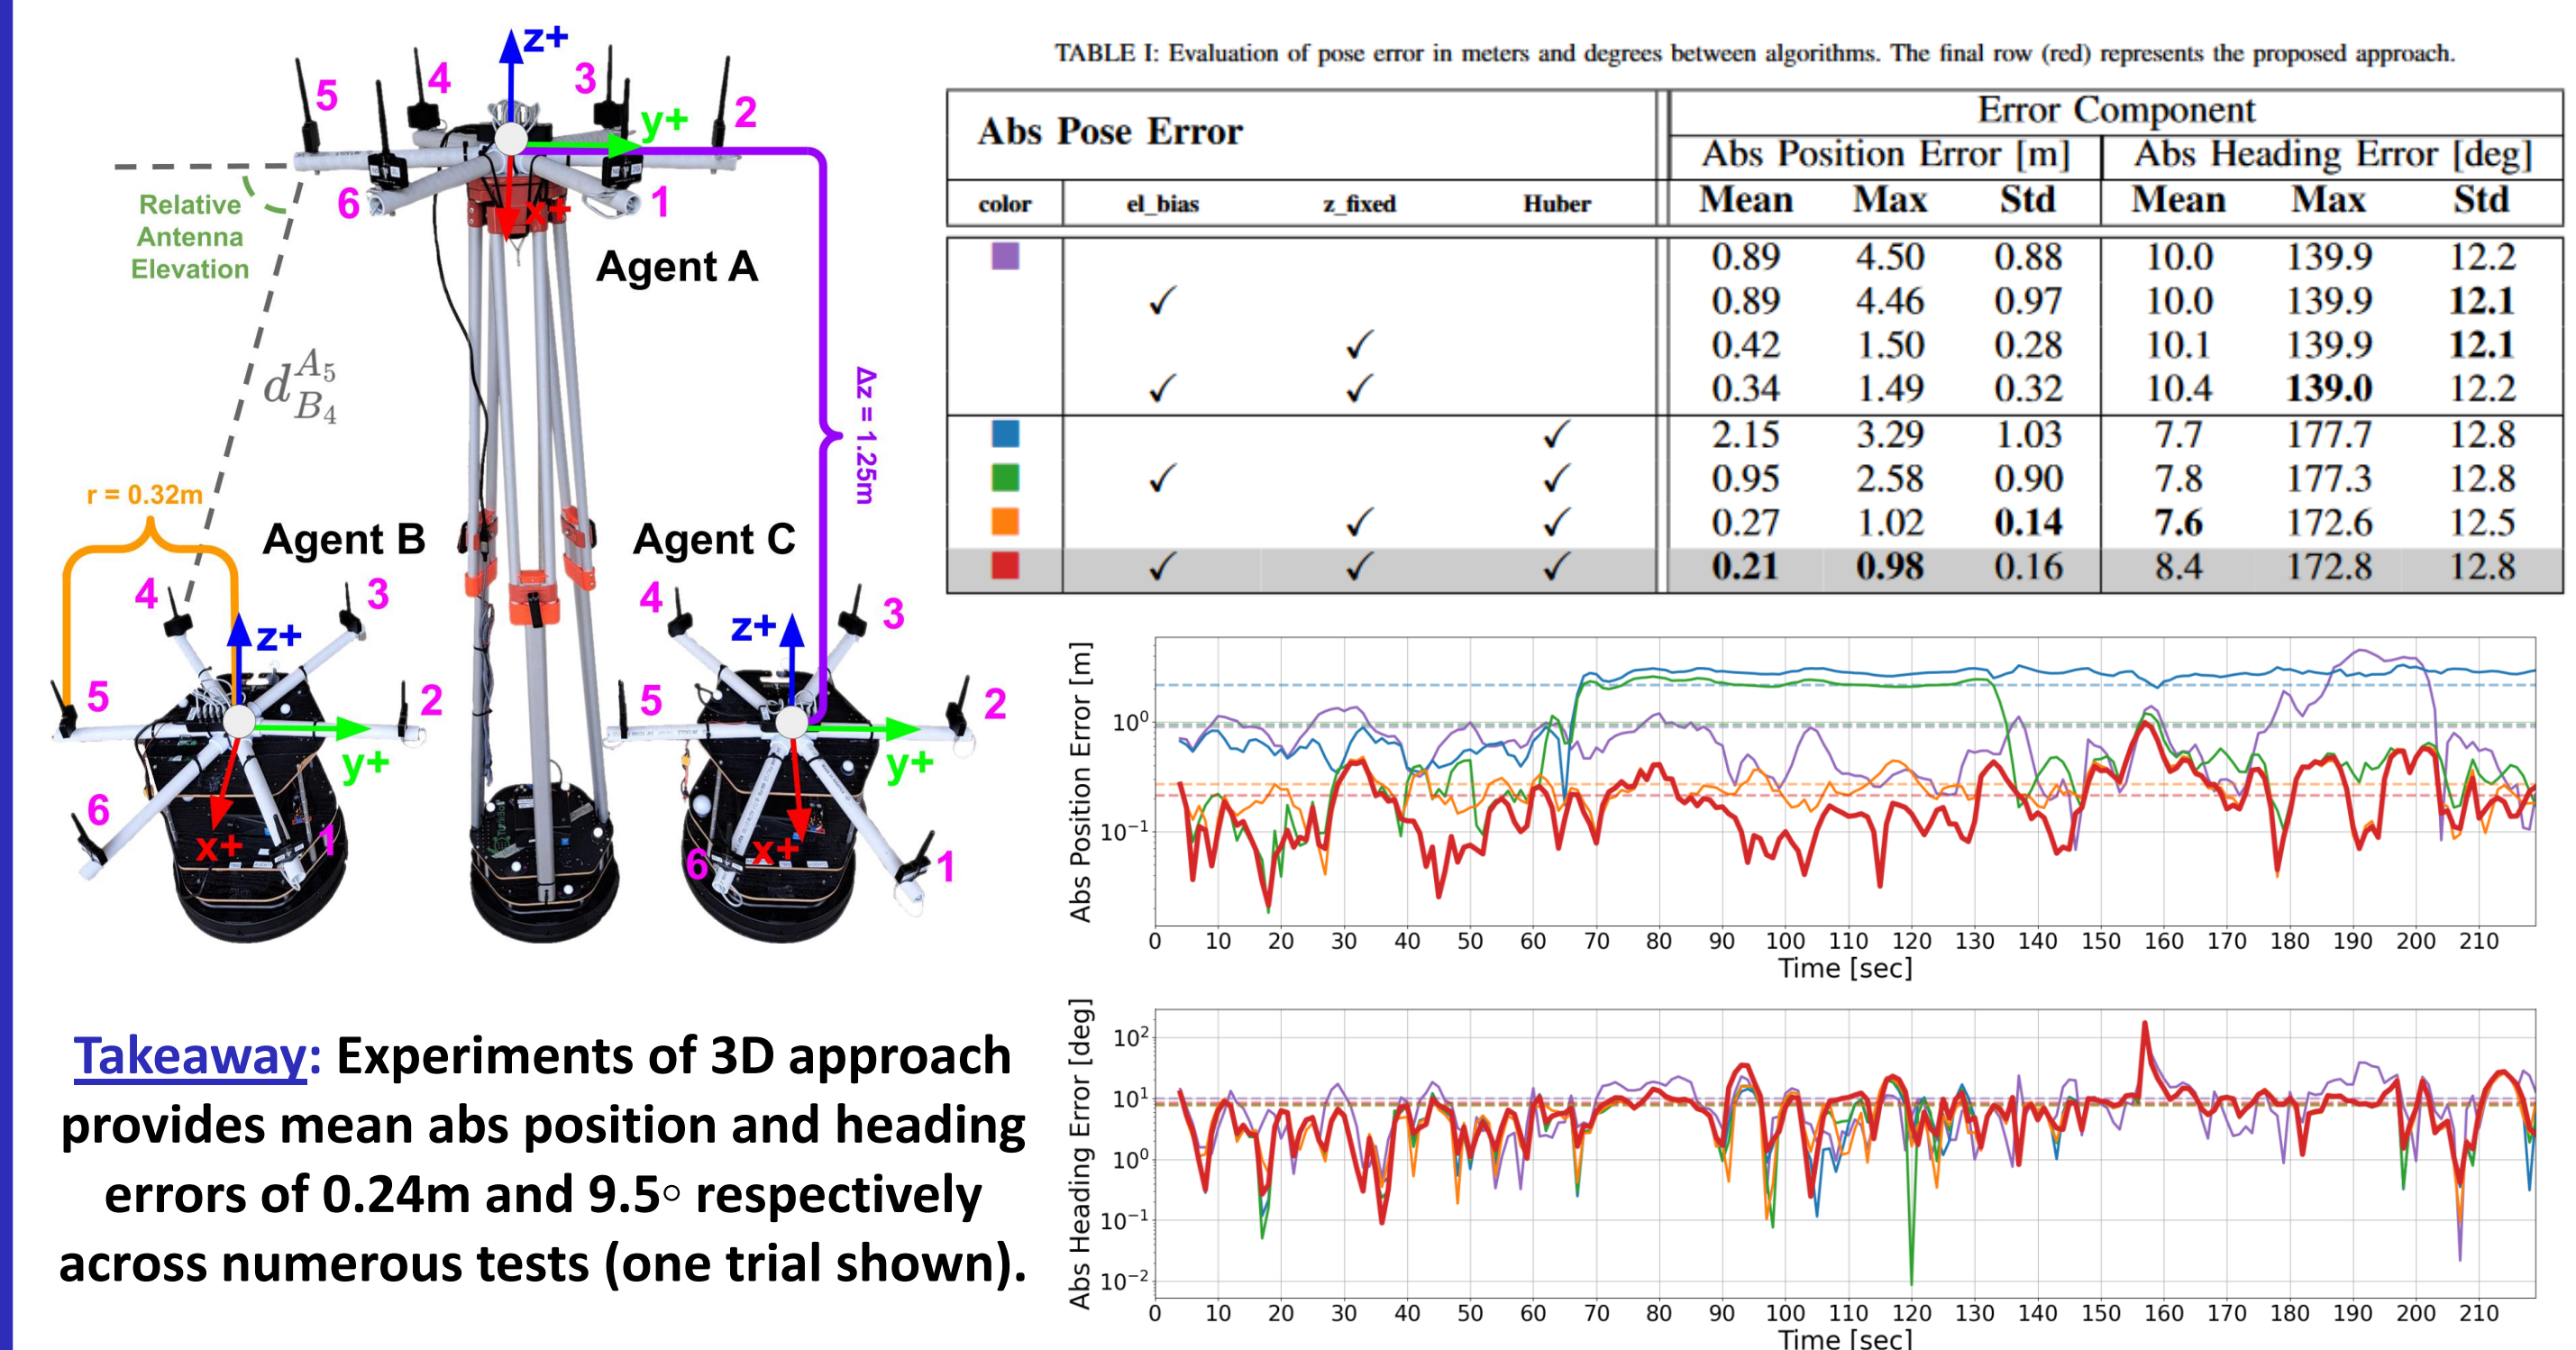 z+
5
4
3
2
y+
6
1
x+
Relative
Antenna
Elevation
Agent A
d^{A_5}_{B_4}
Δz = 1.25m
r = 0.32m
Agent B
Agent C
4
3
z+
5
2
y+
6
x+
1
4
3
z+
5
2
y+
6
x+
1
Takeaway: Experiments of 3D approach
provides mean abs position and heading
errors of 0.24m and 9.5○ respectively
across numerous tests (one trial shown).
TABLE I: Evaluation of pose error in meters and degrees between algorithms. The final row (red) represents the proposed approach.
Abs Pose Error Error Component
Abs Position Error [m] Abs Heading Error [deg]
color el_bias z_fixed Huber Mean Max Std Mean Max Std
0.89 4.50 0.88 10.0 139.9 12.2
✓ 0.89 4.46 0.97 10.0 139.9 12.1
✓ 0.42 1.50 0.28 10.1 139.9 12.1
✓ ✓ 0.34 1.49 0.32 10.4 139.0 12.2
✓ 2.15 3.29 1.03 7.7 177.7 12.8
✓ ✓ 0.95 2.58 0.90 7.8 177.3 12.8
✓ ✓ 0.27 1.02 0.14 7.6 172.6 12.5
✓ ✓ ✓ 0.21 0.98 0.16 8.4 172.8 12.8
Abs Position Error [m]
10⁰
10⁻¹
0 10 20 30 40 50 60 70 80 90 100 110 120 130 140 150 160 170 180 190 200 210
Time [sec]
Abs Heading Error [deg]
10²
10¹
10⁰
10⁻¹
10⁻²
0 10 20 30 40 50 60 70 80 90 100 110 120 130 140 150 160 170 180 190 200 210
Time [sec]